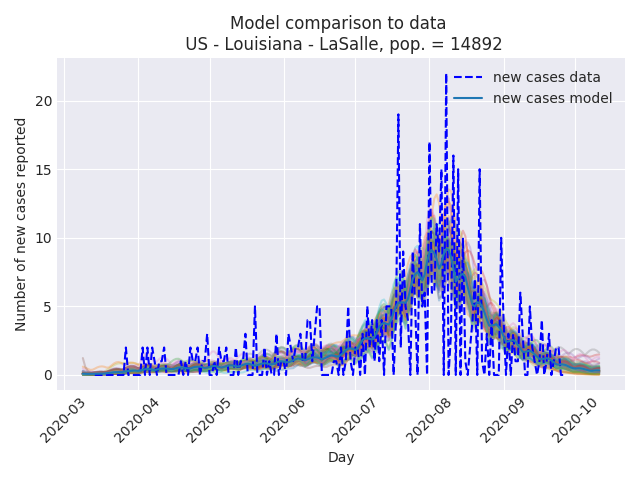 Model comparison to data
US - Louisiana - LaSalle, pop. = 14892
new cases data
new cases model
Number of new cases reported
20
15
10
5
0
2020-03
2020-04
2020-05
2020-06
2020-07
2020-08
2020-09
2020-10
Day